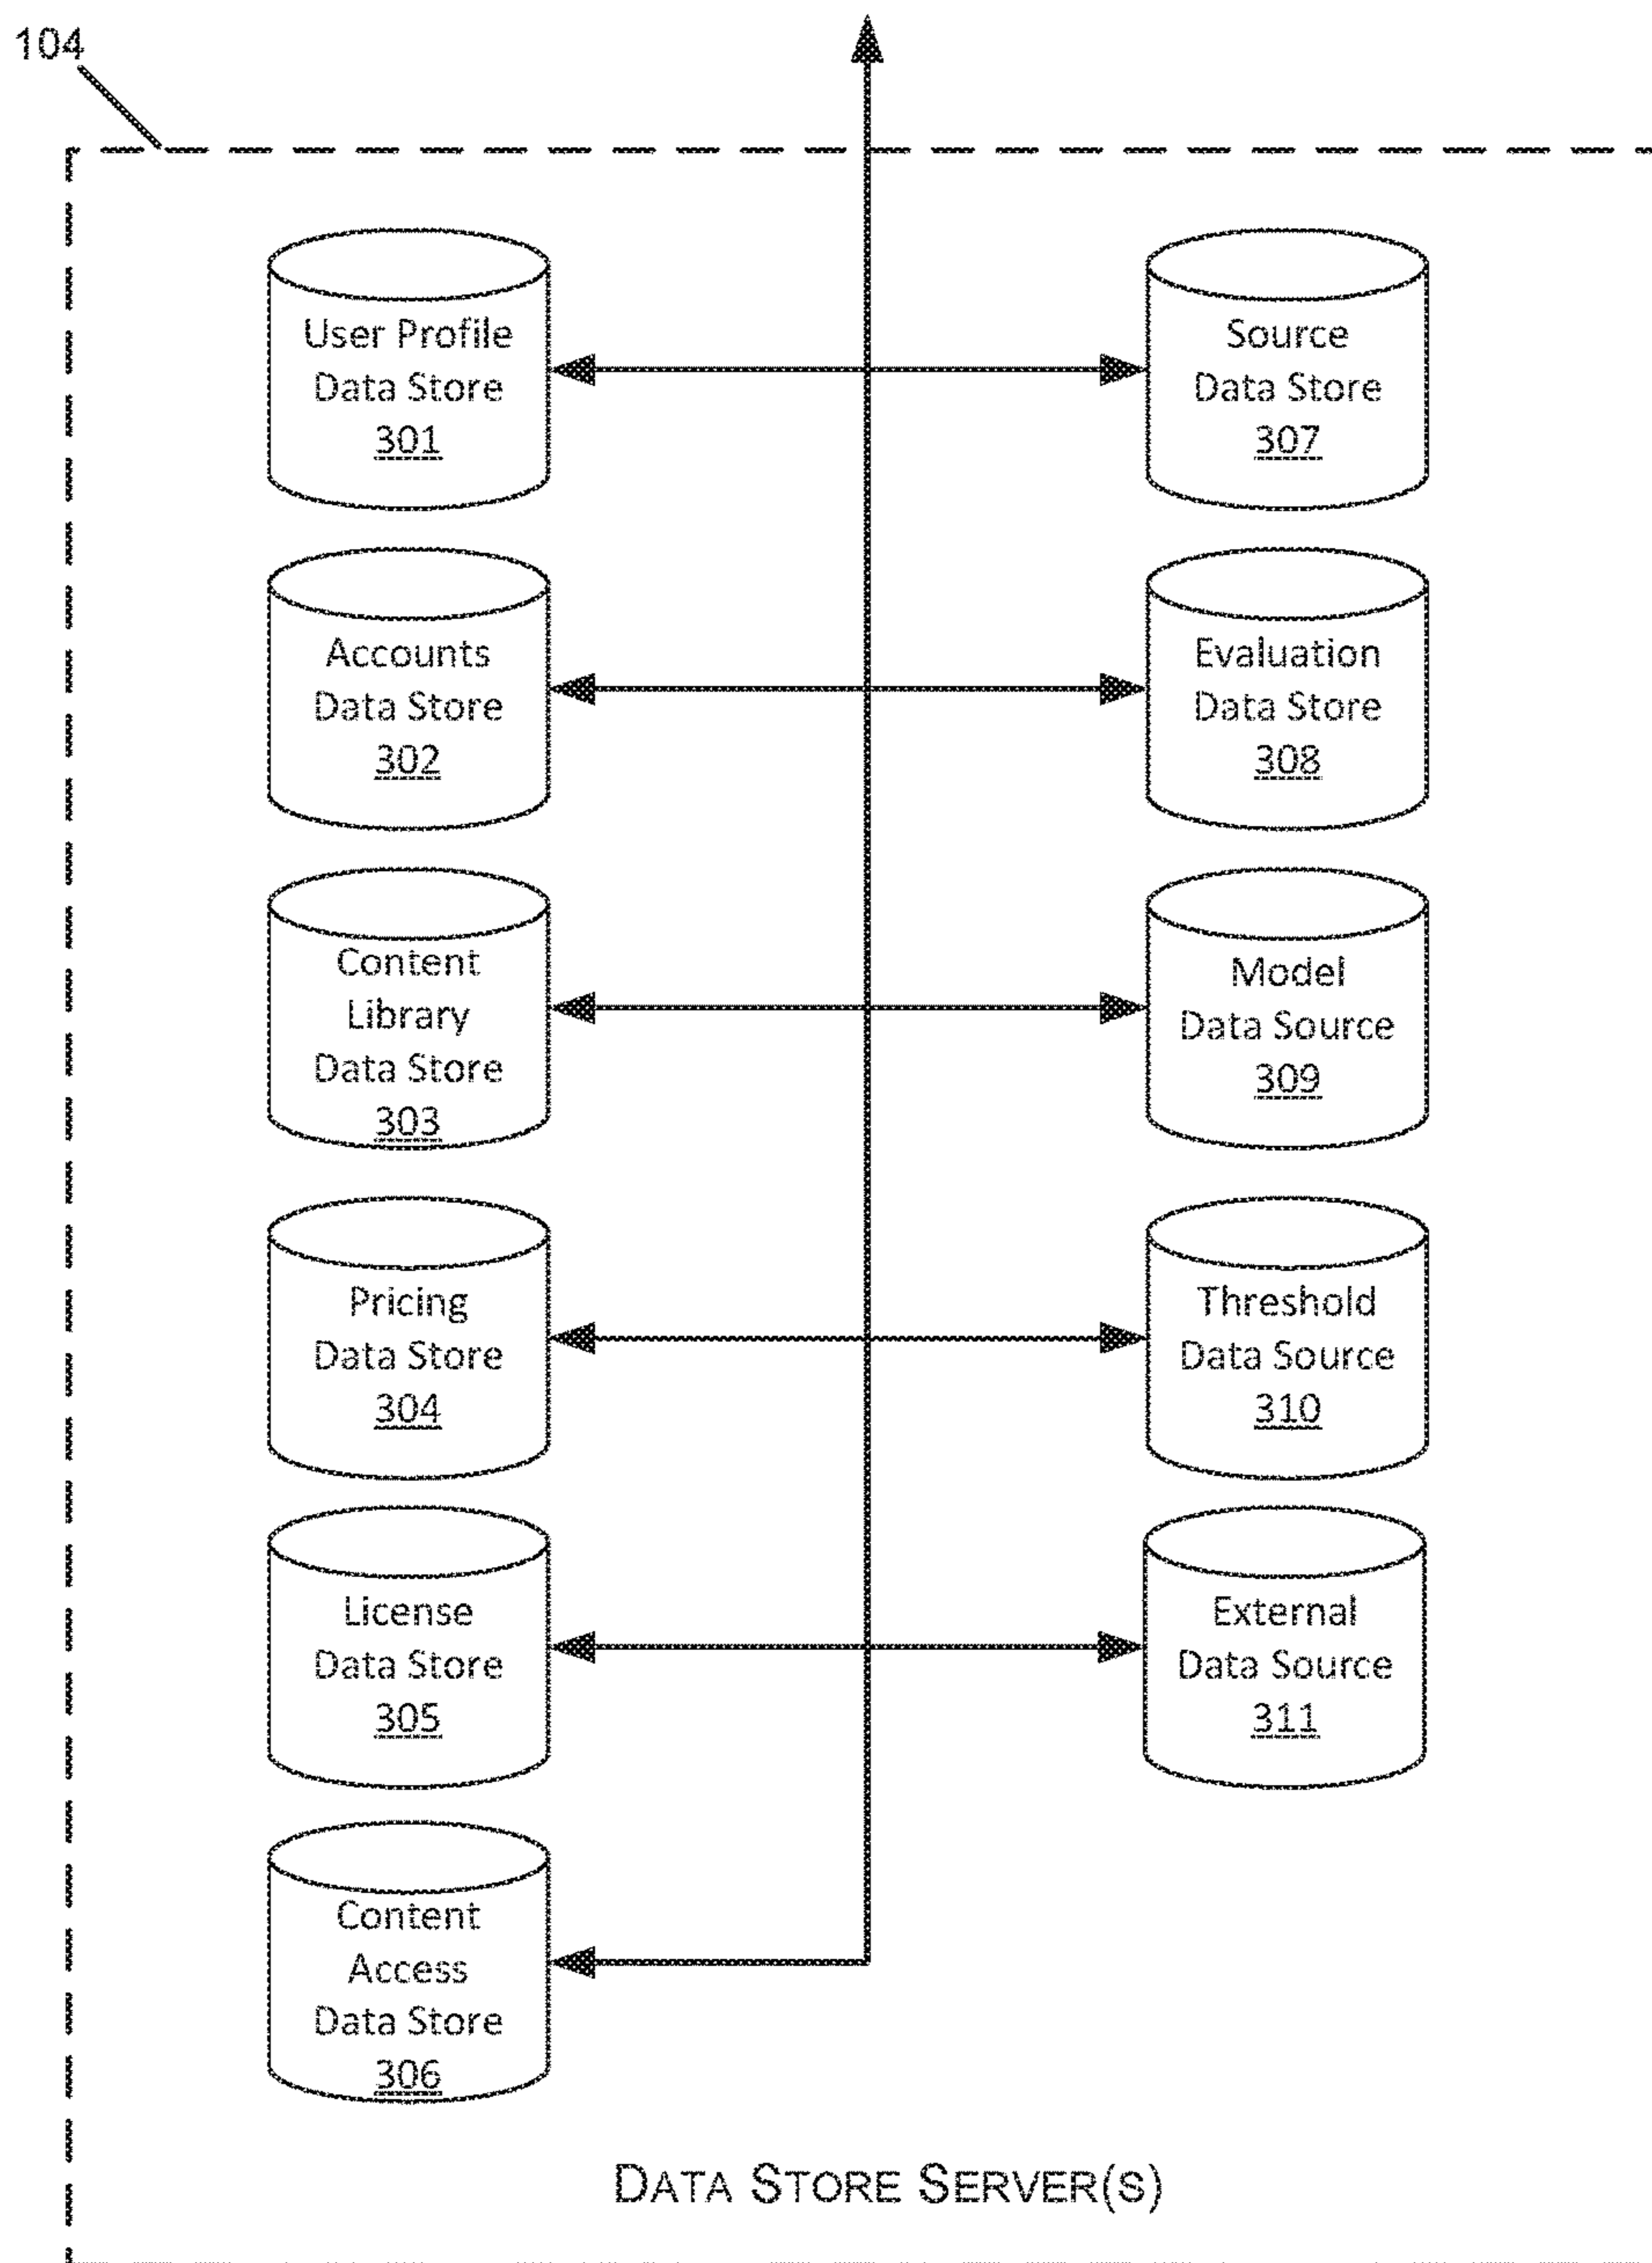 104
User Profile
Data Store
301
Source
Data Store
307
Accounts
Data Store
302
Evaluation
Data Store
308
Content
Library
Data Store
303
Model
Data Source
309
Pricing
Data Store
304
Threshold
Data Source
310
License
Data Store
305
External
Data Source
311
Content
Access
Data Store
306
DATA STORE SERVER(S)